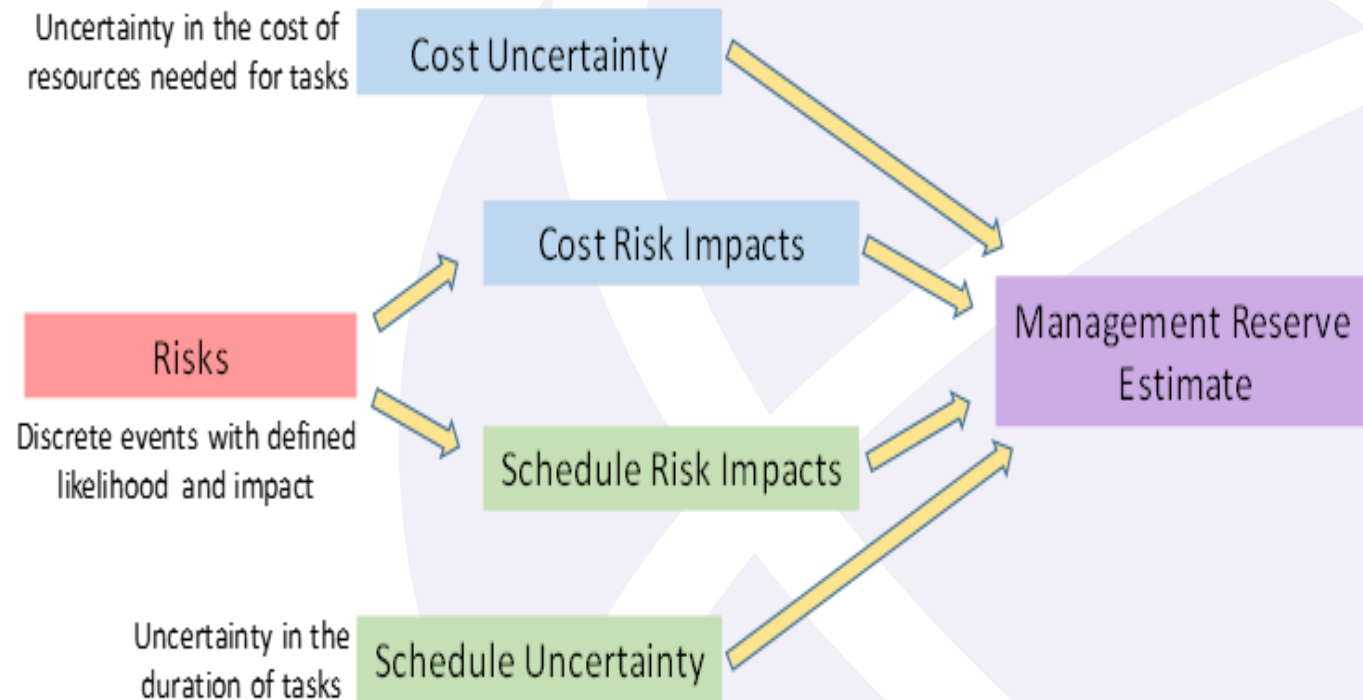 Uncertainty in the cost of
resources needed for tasks
Cost Uncertainty
Cost Risk Impacts
Risks
Discrete events with defined
likelihood and impact
Management Reserve
Estimate
Schedule Risk Impacts
Uncertainty in the
duration of tasks
Schedule Uncertainty